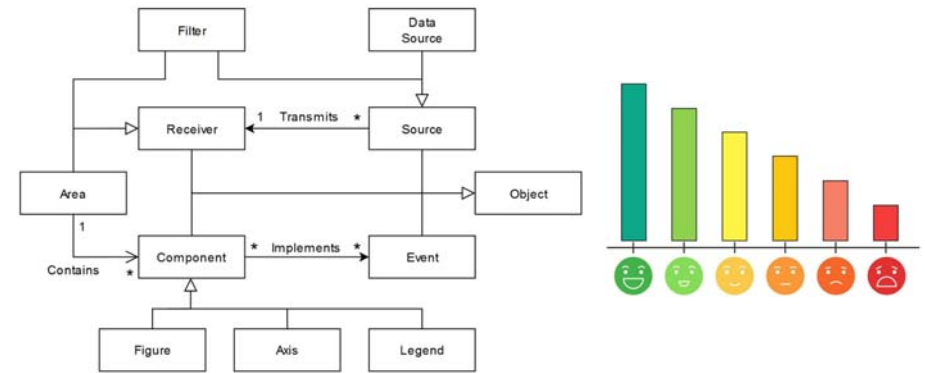 Filter
Data
Source
Receiver
1 Transmits *
Source
Area
Object
1
Contains
*
Component
* Implements *
Event
Figure
Axis
Legend